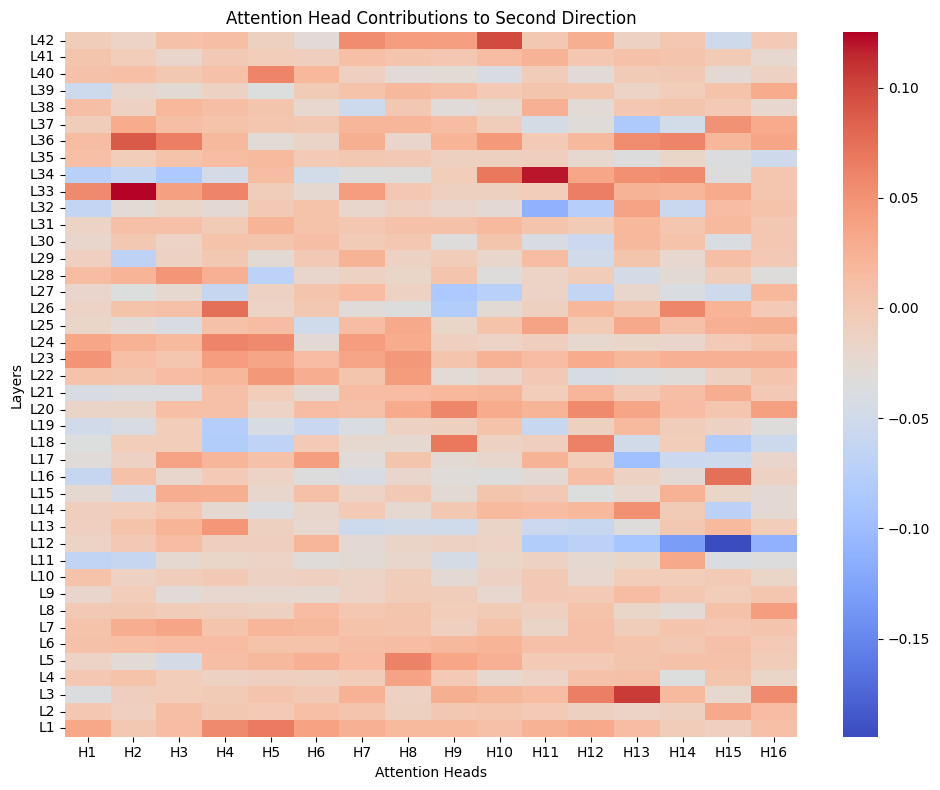 Attention Head Contributions to Second Direction
L42
L41
L40
L39
L38
L37
L36
L35
L34
L33
L32
L31
L30
L29
L28
L27
L26
L25
L24
L23
L22
L21
L20
L19
L18
L17
L16
L15
L14
L13
L12
L11
L10
L9
L8
L7
L6
L5
L4
L3
L2
L1
Layers
H1 H2 H3 H4 H5 H6 H7 H8 H9 H10 H11 H12 H13 H14 H15 H16
Attention Heads
0.10
0.05
0.00
−0.05
−0.10
−0.15